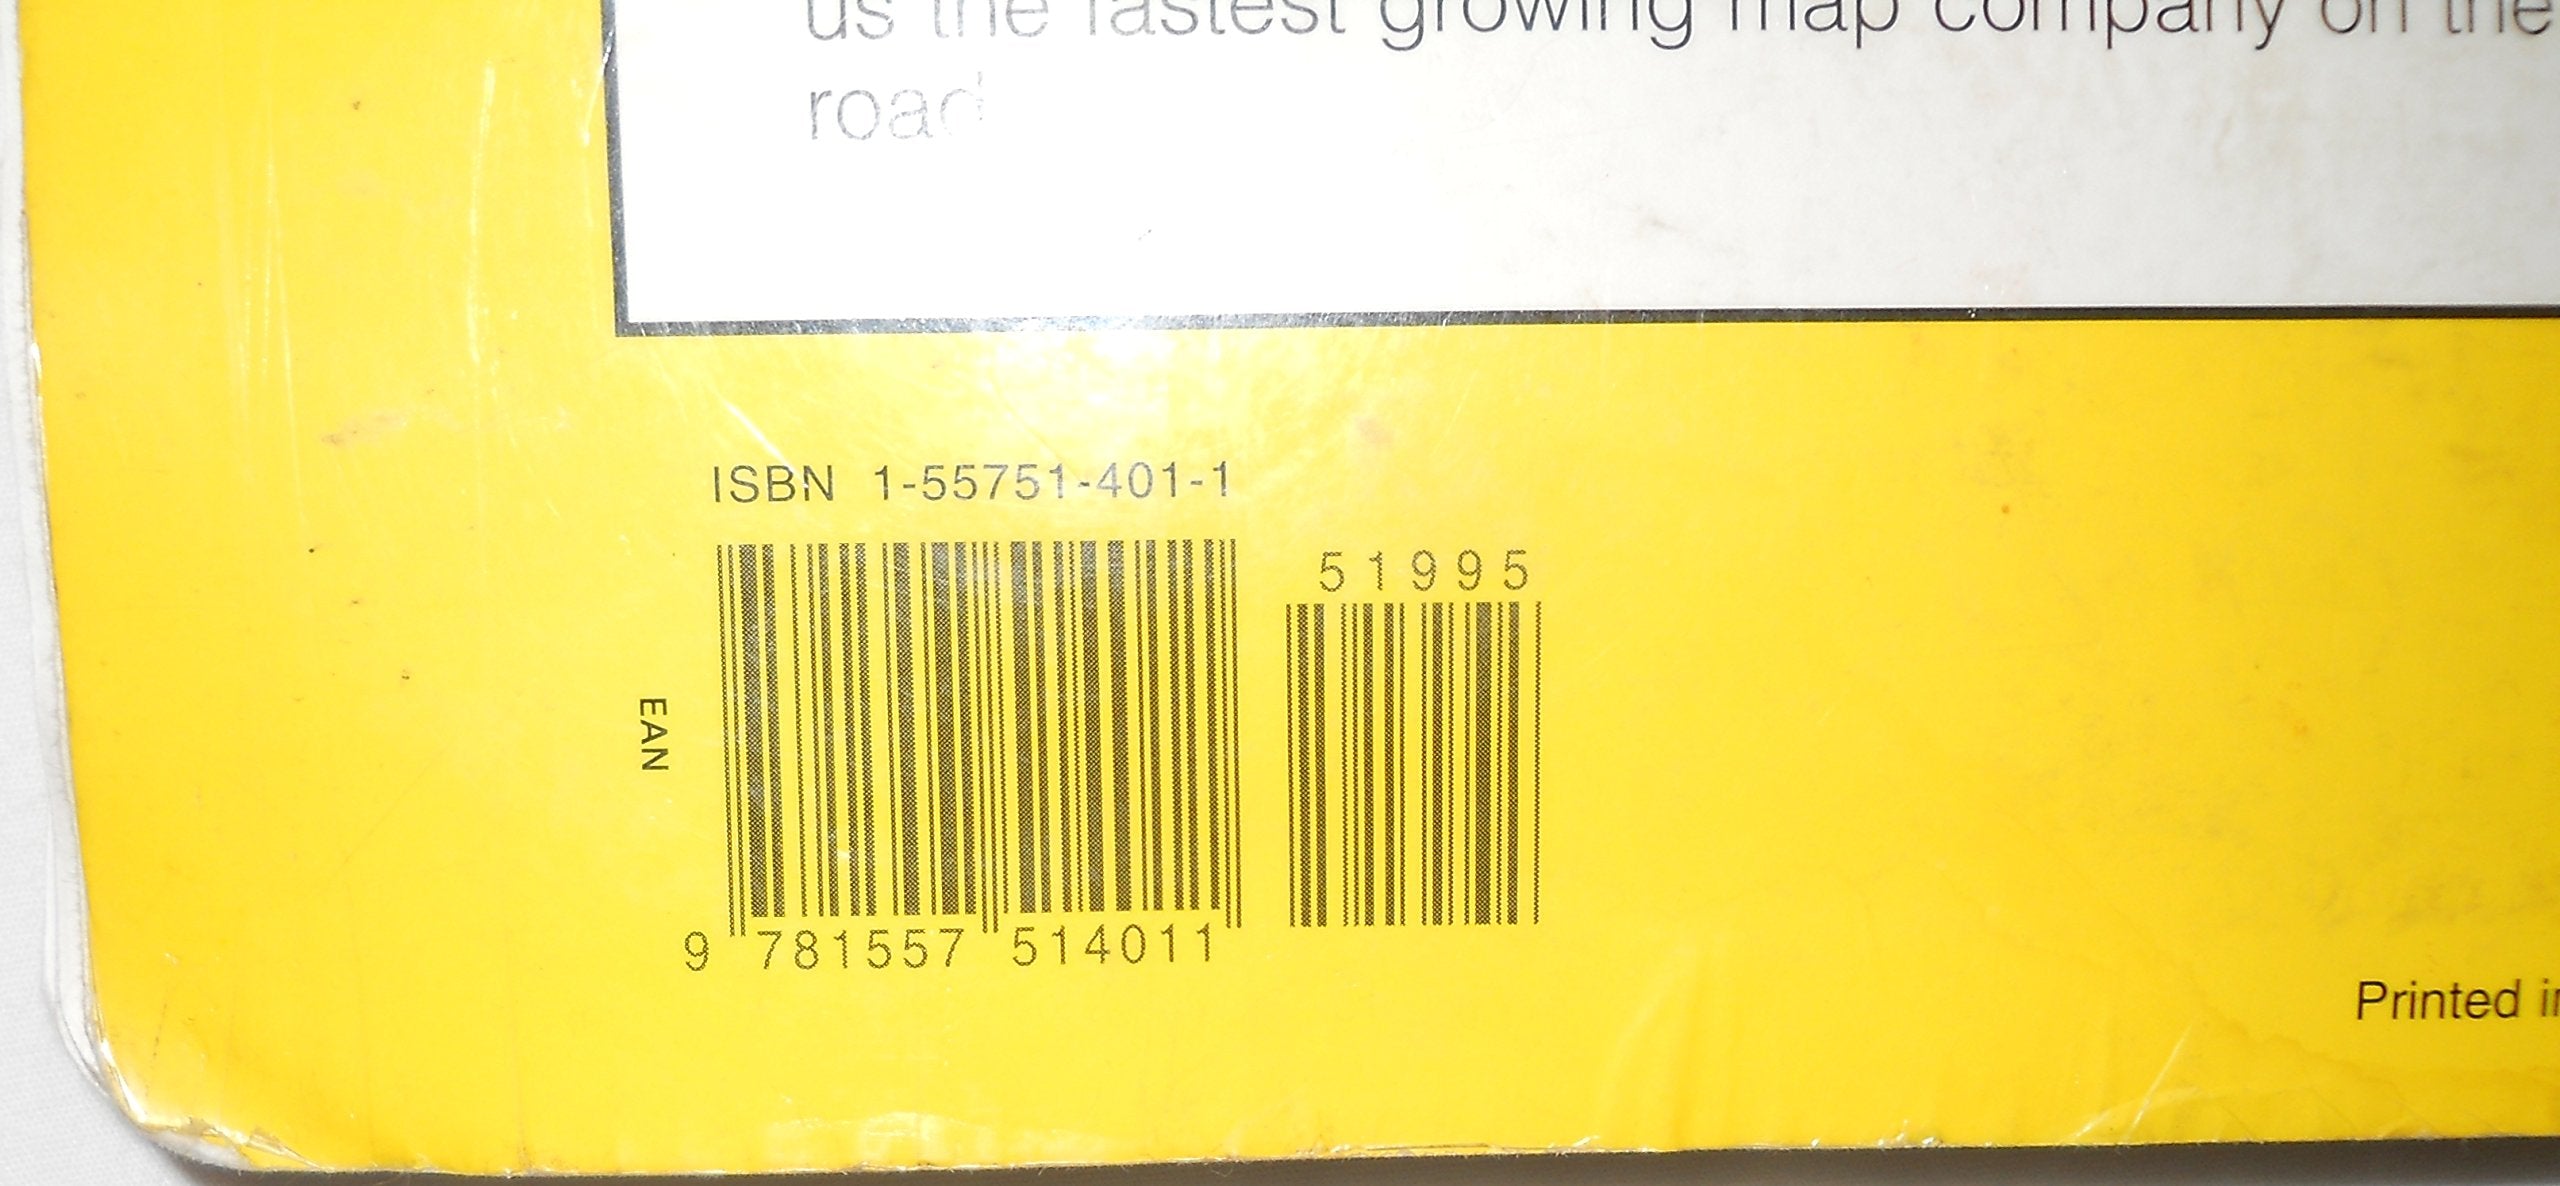 us the fastest growing map company on the
road
ISBN 1-55751-401-1
51995
EAN
9 781557 514011
Printed in